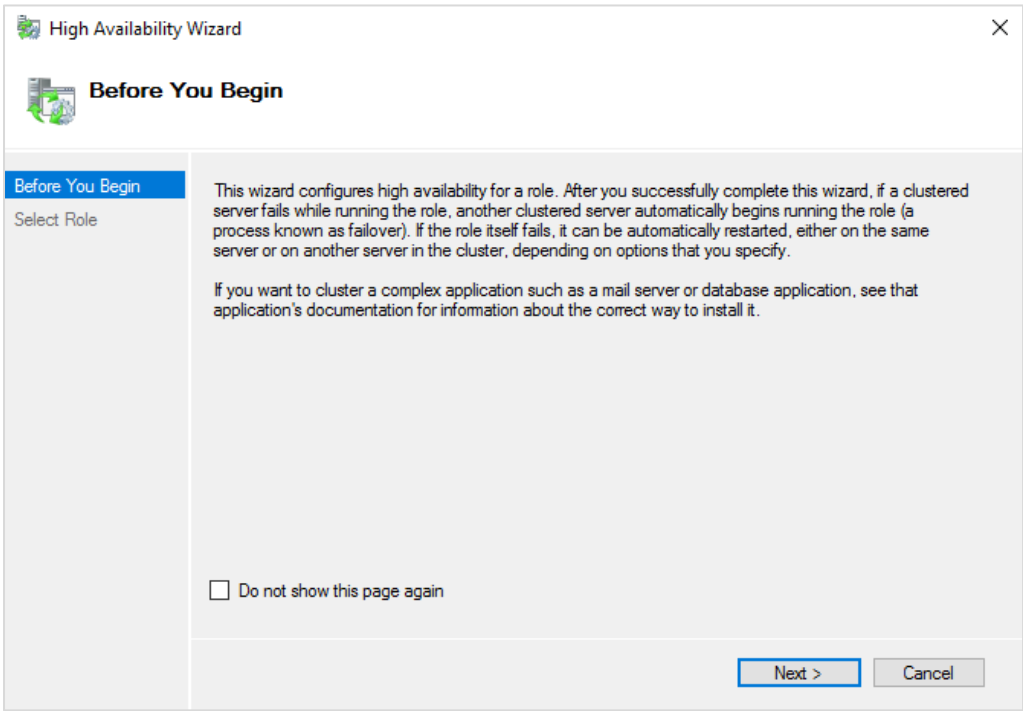 High Availability Wizard
Before You Begin
Before You Begin
Select Role
This wizard configures high availability for a role. After you successfully complete this wizard, if a clustered
server fails while running the role, another clustered server automatically begins running the role (a
process known as failover). If the role itself fails, it can be automatically restarted, either on the same
server or on another server in the cluster, depending on options that you specify.
If you want to cluster a complex application such as a mail server or database application, see that
application's documentation for information about the correct way to install it.
Do not show this page again
Next >
Cancel